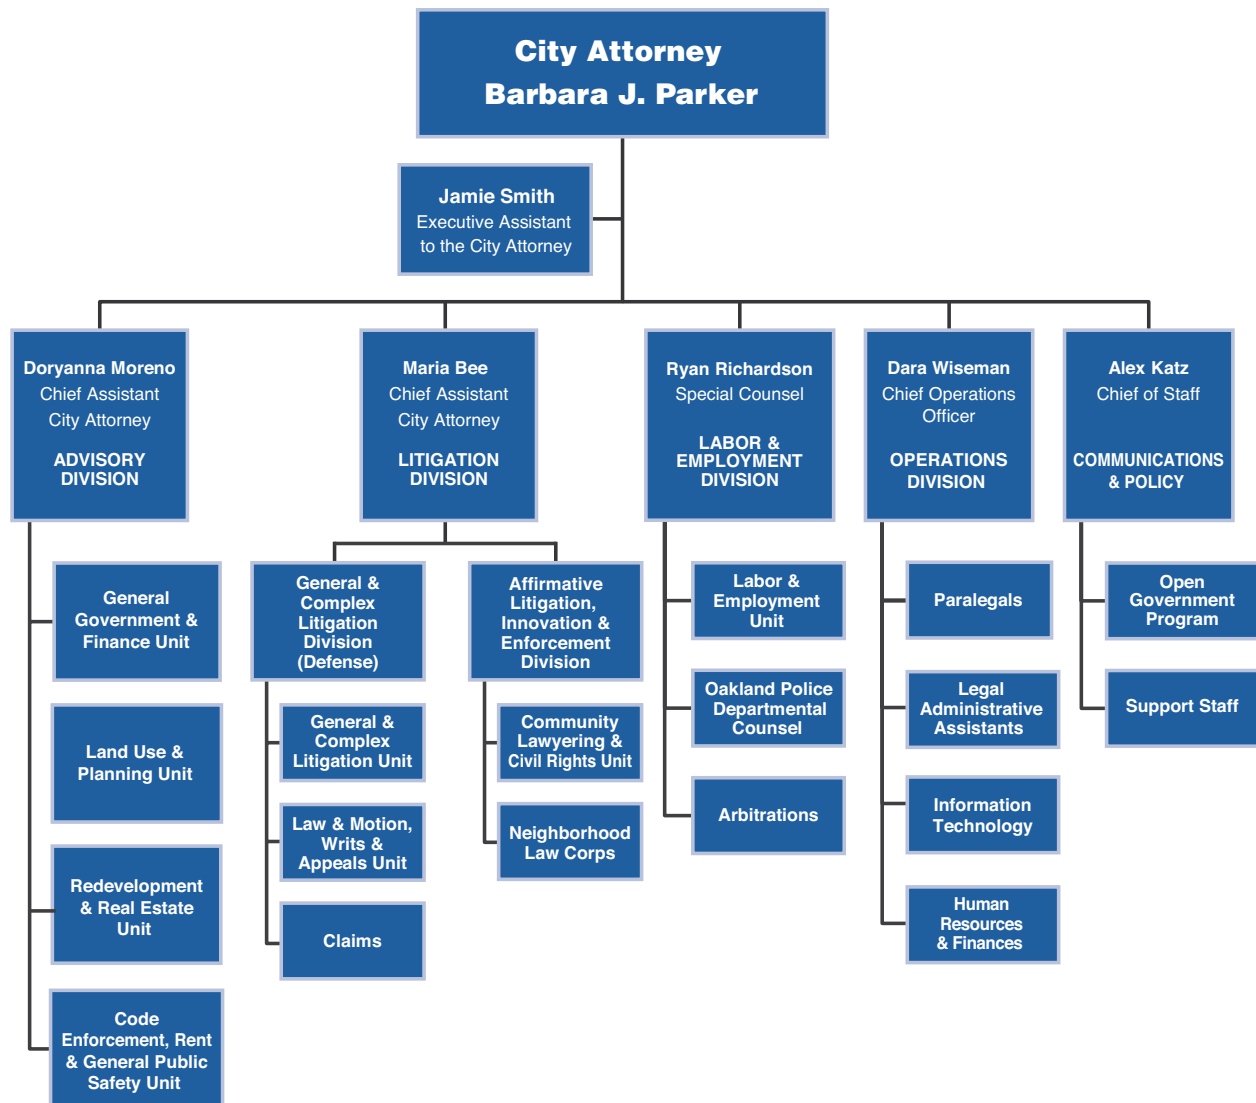 City Attorney
Barbara J. Parker
Jamie Smith
Executive Assistant
to the City Attorney
Doryanna Moreno
Chief Assistant
City Attorney
ADVISORY
DIVISION
Maria Bee
Chief Assistant
City Attorney
LITIGATION
DIVISION
Ryan Richardson
Special Counsel
LABOR &
EMPLOYMENT
DIVISION
Dara Wiseman
Chief Operations
Officer
OPERATIONS
DIVISION
Alex Katz
Chief of Staff
COMMUNICATIONS
& POLICY
General
Government &
Finance Unit
Land Use &
Planning Unit
Redevelopment
& Real Estate
Unit
Code
Enforcement, Rent
& General Public
Safety Unit
General &
Complex
Litigation
Division
(Defense)
General &
Complex
Litigation Unit
Law & Motion,
Writs &
Appeals Unit
Claims
Affirmative
Litigation,
Innovation &
Enforcement
Division
Community
Lawyering &
Civil Rights Unit
Neighborhood
Law Corps
Labor &
Employment
Unit
Oakland Police
Departmental
Counsel
Arbitrations
Paralegals
Legal
Administrative
Assistants
Information
Technology
Human
Resources
& Finances
Open
Government
Program
Support Staff